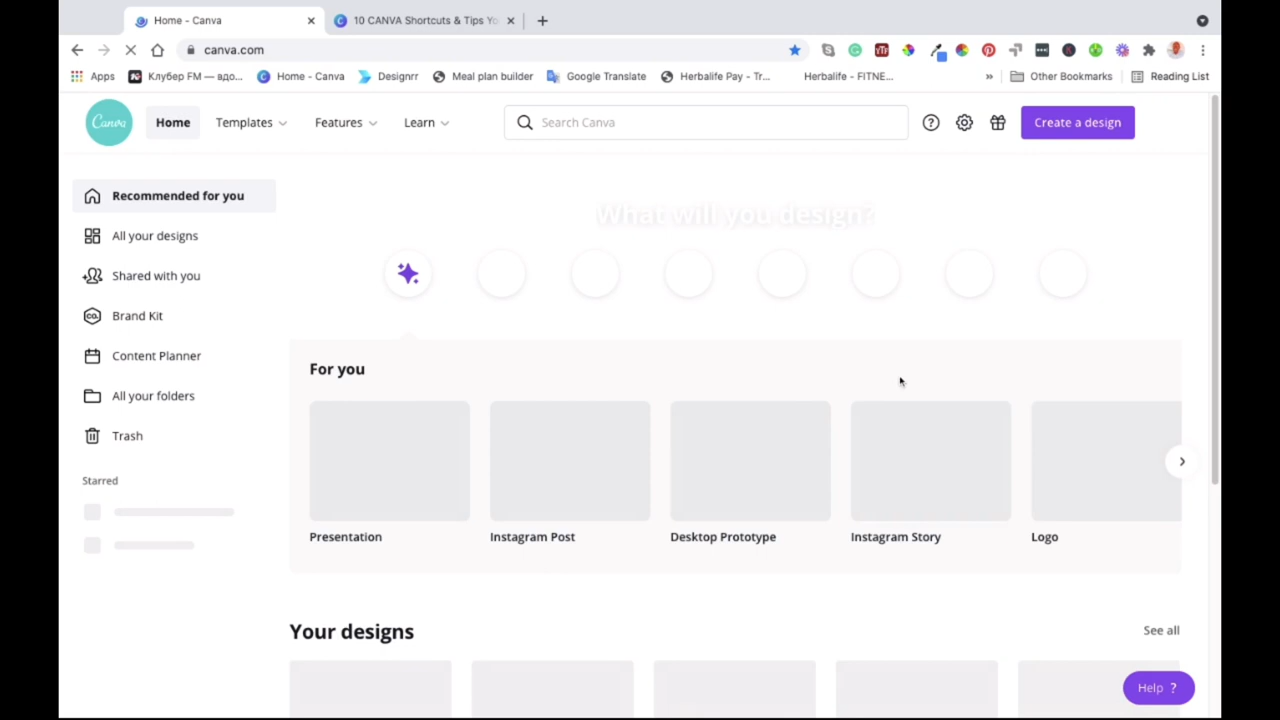 Home - Canva
10 CANVA Shortcuts & Tips Yo
canva.com
Apps
Клубер FM — вдо...
Home - Canva
Designrr
Meal plan builder
Google Translate
Herbalife Pay - Tr...
Herbalife - FITNE...
»
Other Bookmarks
Reading List
Canva
Home
Templates
Features
Learn
Search Canva
Create a design
Recommended for you
All your designs
Shared with you
Brand Kit
Content Planner
All your folders
Trash
Starred
What will you design?
For you
Presentation
Instagram Post
Desktop Prototype
Instagram Story
Logo
Your designs
See all
Help ?